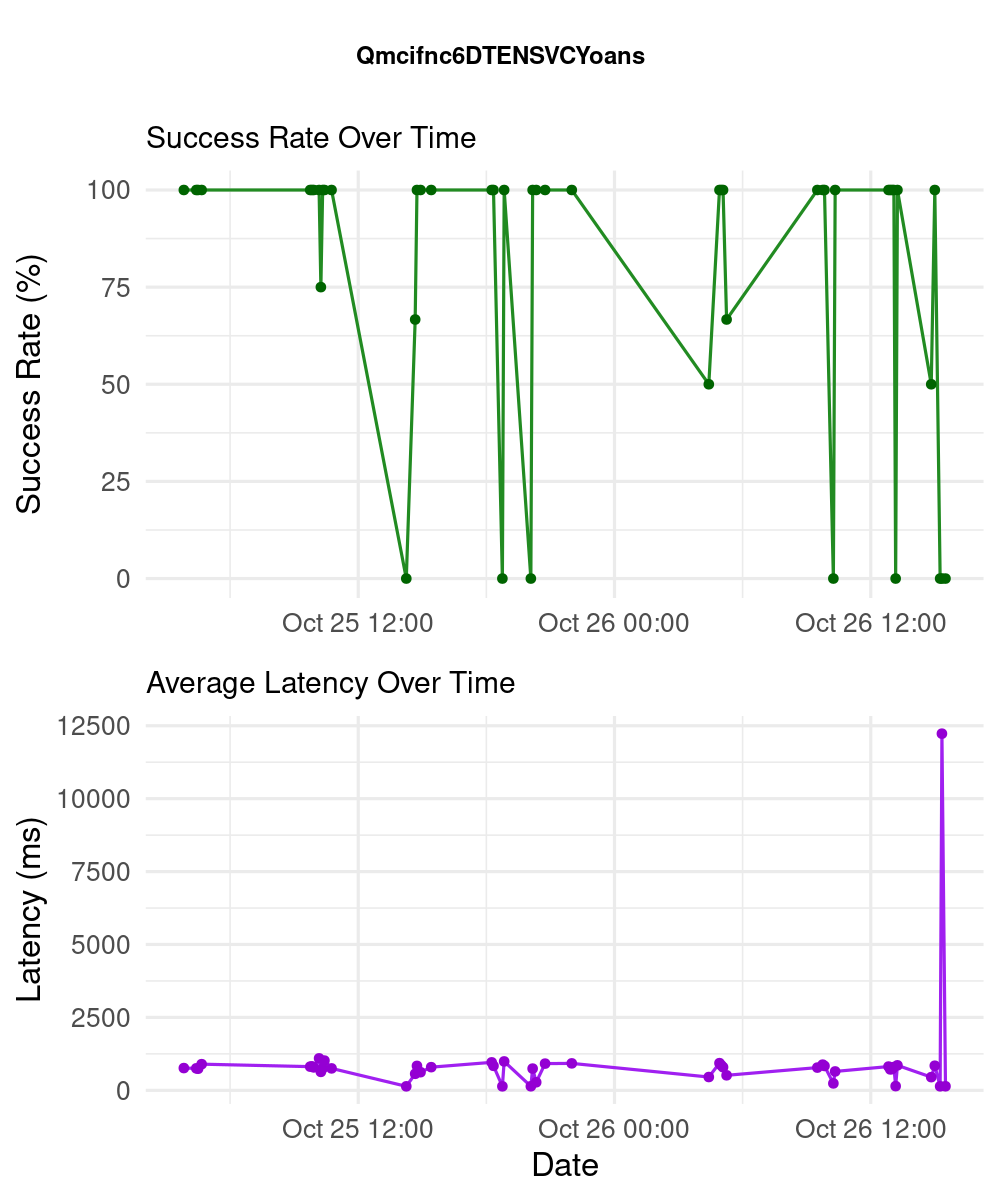 Qmcifnc6DTENSVCYoans
Success Rate Over Time
Success Rate (%)
100
75
50
25
0
Oct 25 12:00 Oct 26 00:00 Oct 26 12:00
Average Latency Over Time
Latency (ms)
12500
10000
7500
5000
2500
0
Oct 25 12:00 Oct 26 00:00 Oct 26 12:00
Date